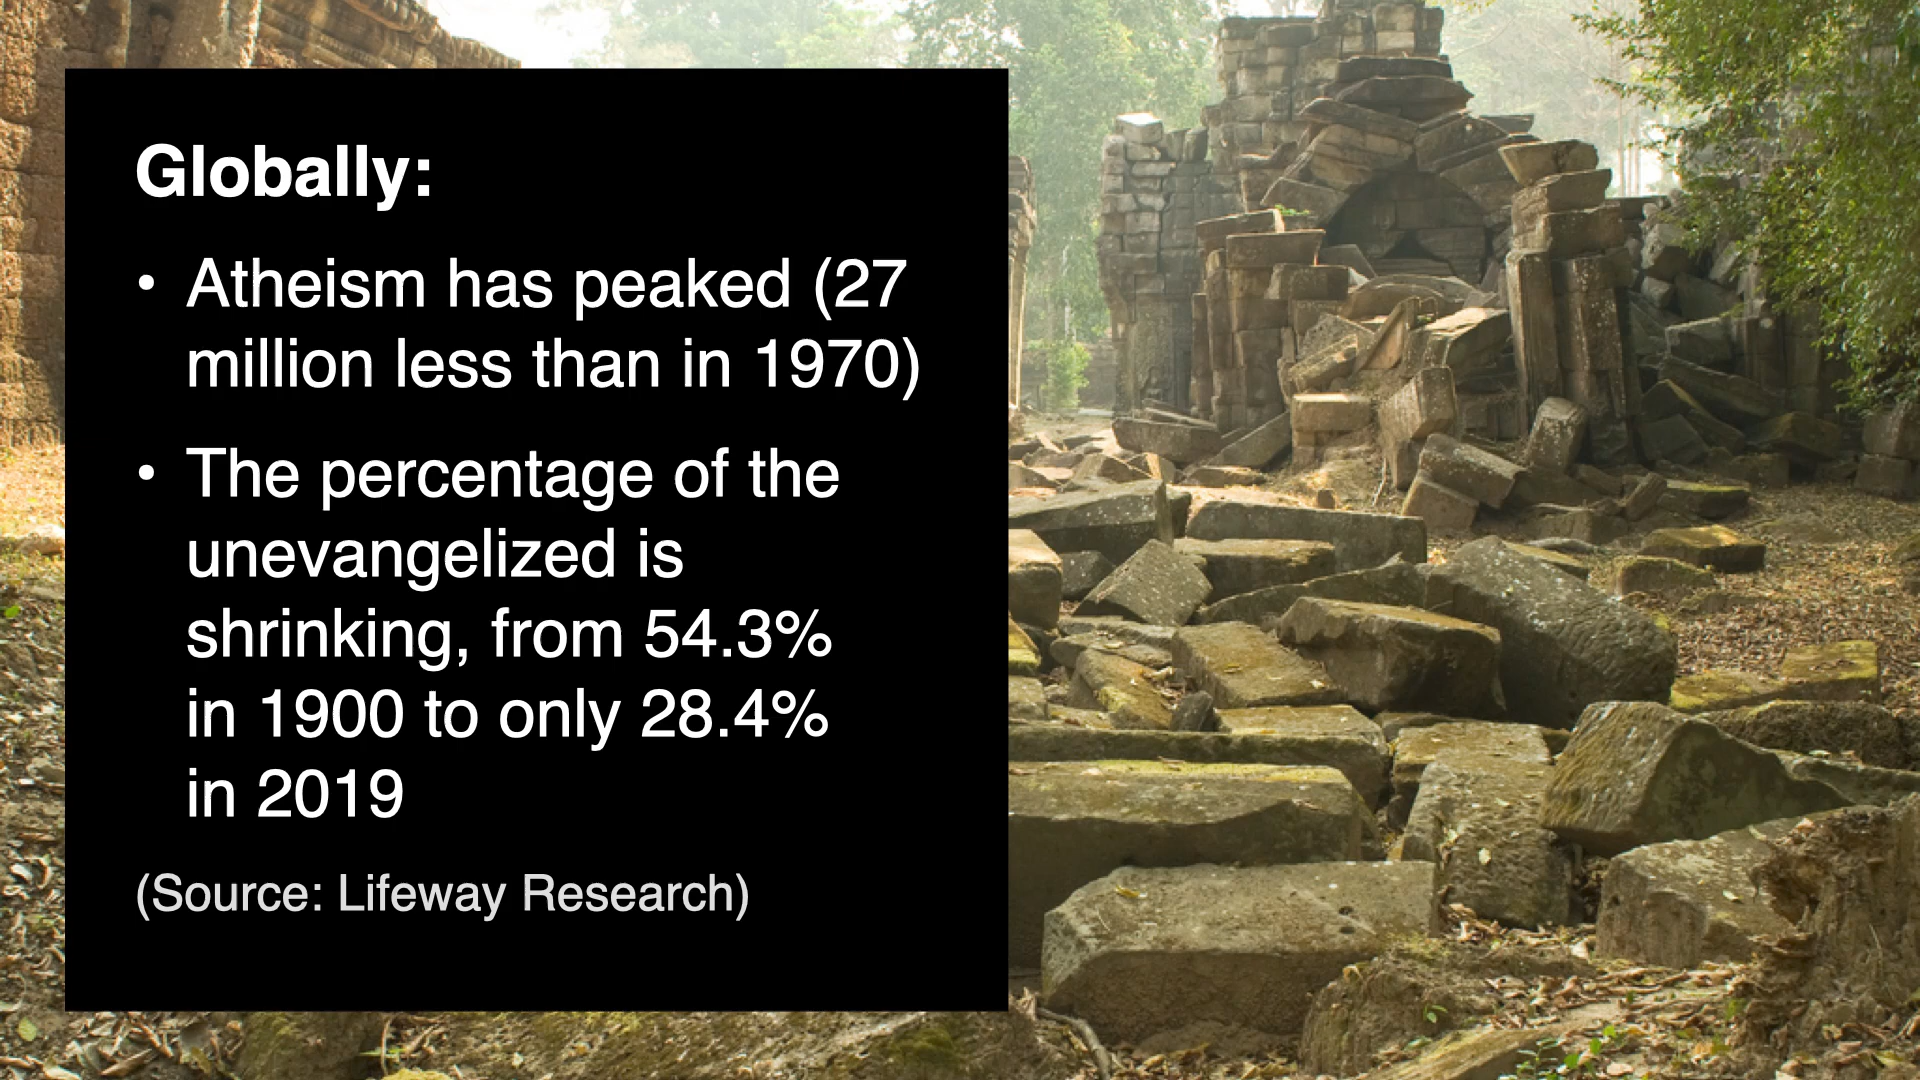 Globally:
• Atheism has peaked (27
million less than in 1970)
• The percentage of the
unevangelized is
shrinking, from 54.3%
in 1900 to only 28.4%
in 2019
(Source: Lifeway Research)